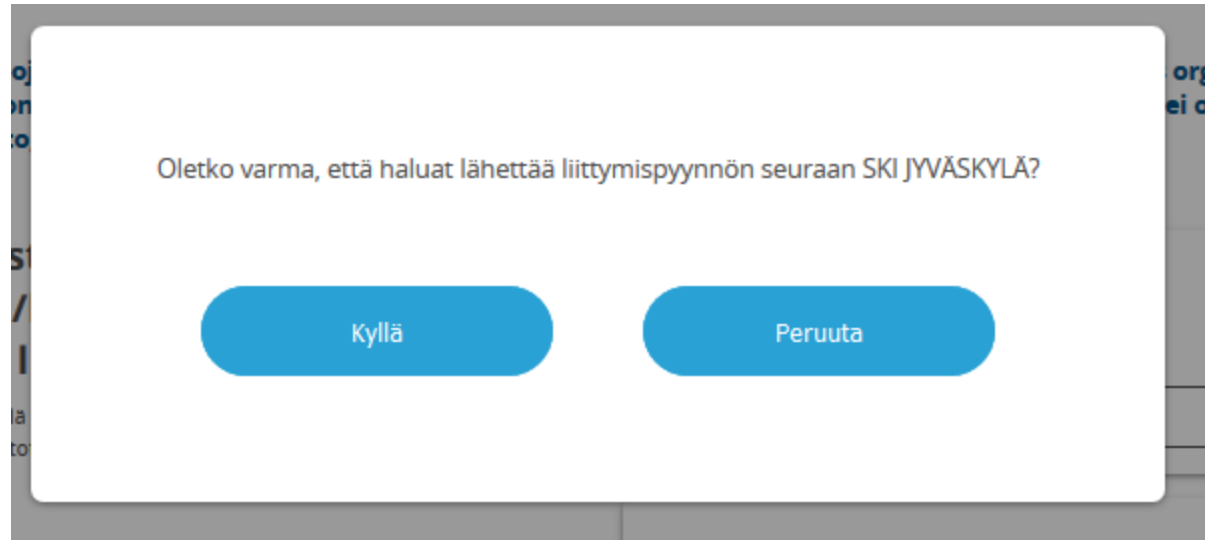 Oletko varma, että haluat lähettää liittymispyynnön seuraan SKI JYVÄSKYLÄ?
Kyllä
Peruuta